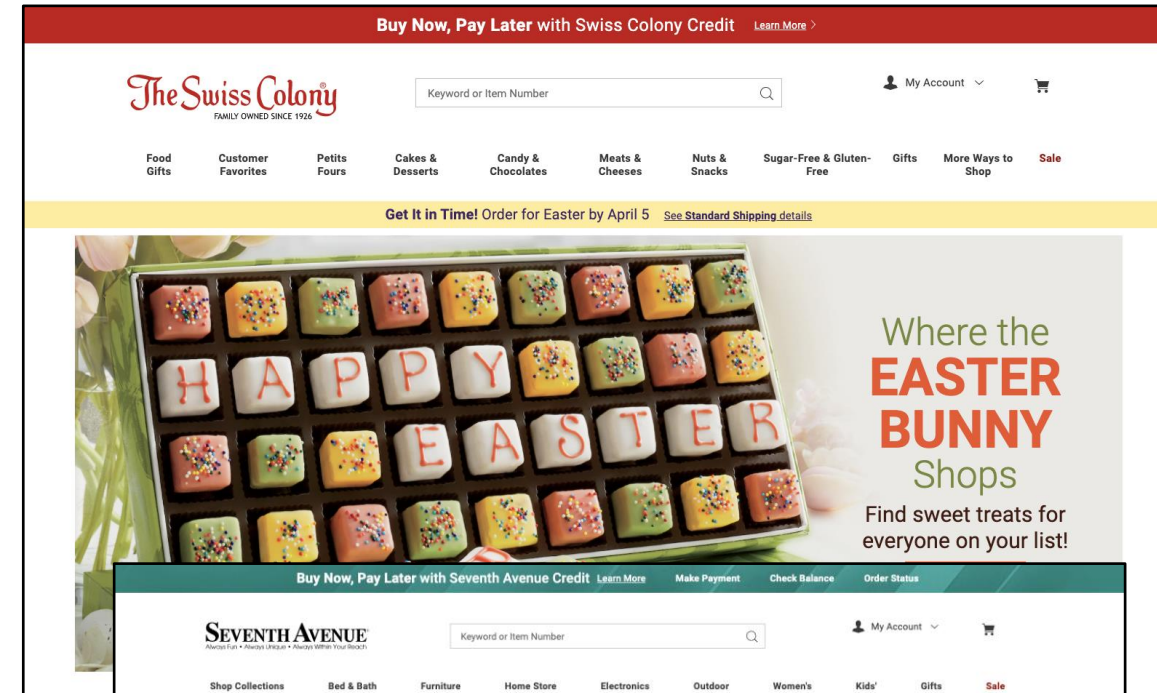 Buy Now, Pay Later with Swiss Colony Credit Learn More >
The Swiss Colony®
FAMILY OWNED SINCE 1926
Keyword or Item Number
My Account
Food Gifts
Customer Favorites
Petits Fours
Cakes & Desserts
Candy & Chocolates
Meats & Cheeses
Nuts & Snacks
Sugar-Free & Gluten-Free
Gifts
More Ways to Shop
Sale
Get It in Time! Order for Easter by April 5 See Standard Shipping details
HAPPY
EASTER
Where the
EASTER
BUNNY
Shops
Find sweet treats for
everyone on your list!
Buy Now, Pay Later with Seventh Avenue Credit Learn More Make Payment Check Balance Order Status
SEVENTH AVENUE
Always Fun • Always Unique • Always Within Your Reach
Keyword or Item Number
My Account
Shop Collections Bed & Bath Furniture Home Store Electronics Outdoor Women's Kids' Gifts Sale